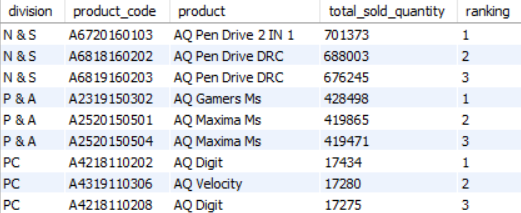 division product_code product total_sold_quantity ranking
N & S A6720160103 AQ Pen Drive 2 IN 1 701373 1
N & S A6818160202 AQ Pen Drive DRC 688003 2
N & S A6819160203 AQ Pen Drive DRC 676245 3
P & A A2319150302 AQ Gamers Ms 428498 1
P & A A2520150501 AQ Maxima Ms 419865 2
P & A A2520150504 AQ Maxima Ms 419471 3
PC A4218110202 AQ Digit 17434 1
PC A4319110306 AQ Velocity 17280 2
PC A4218110208 AQ Digit 17275 3